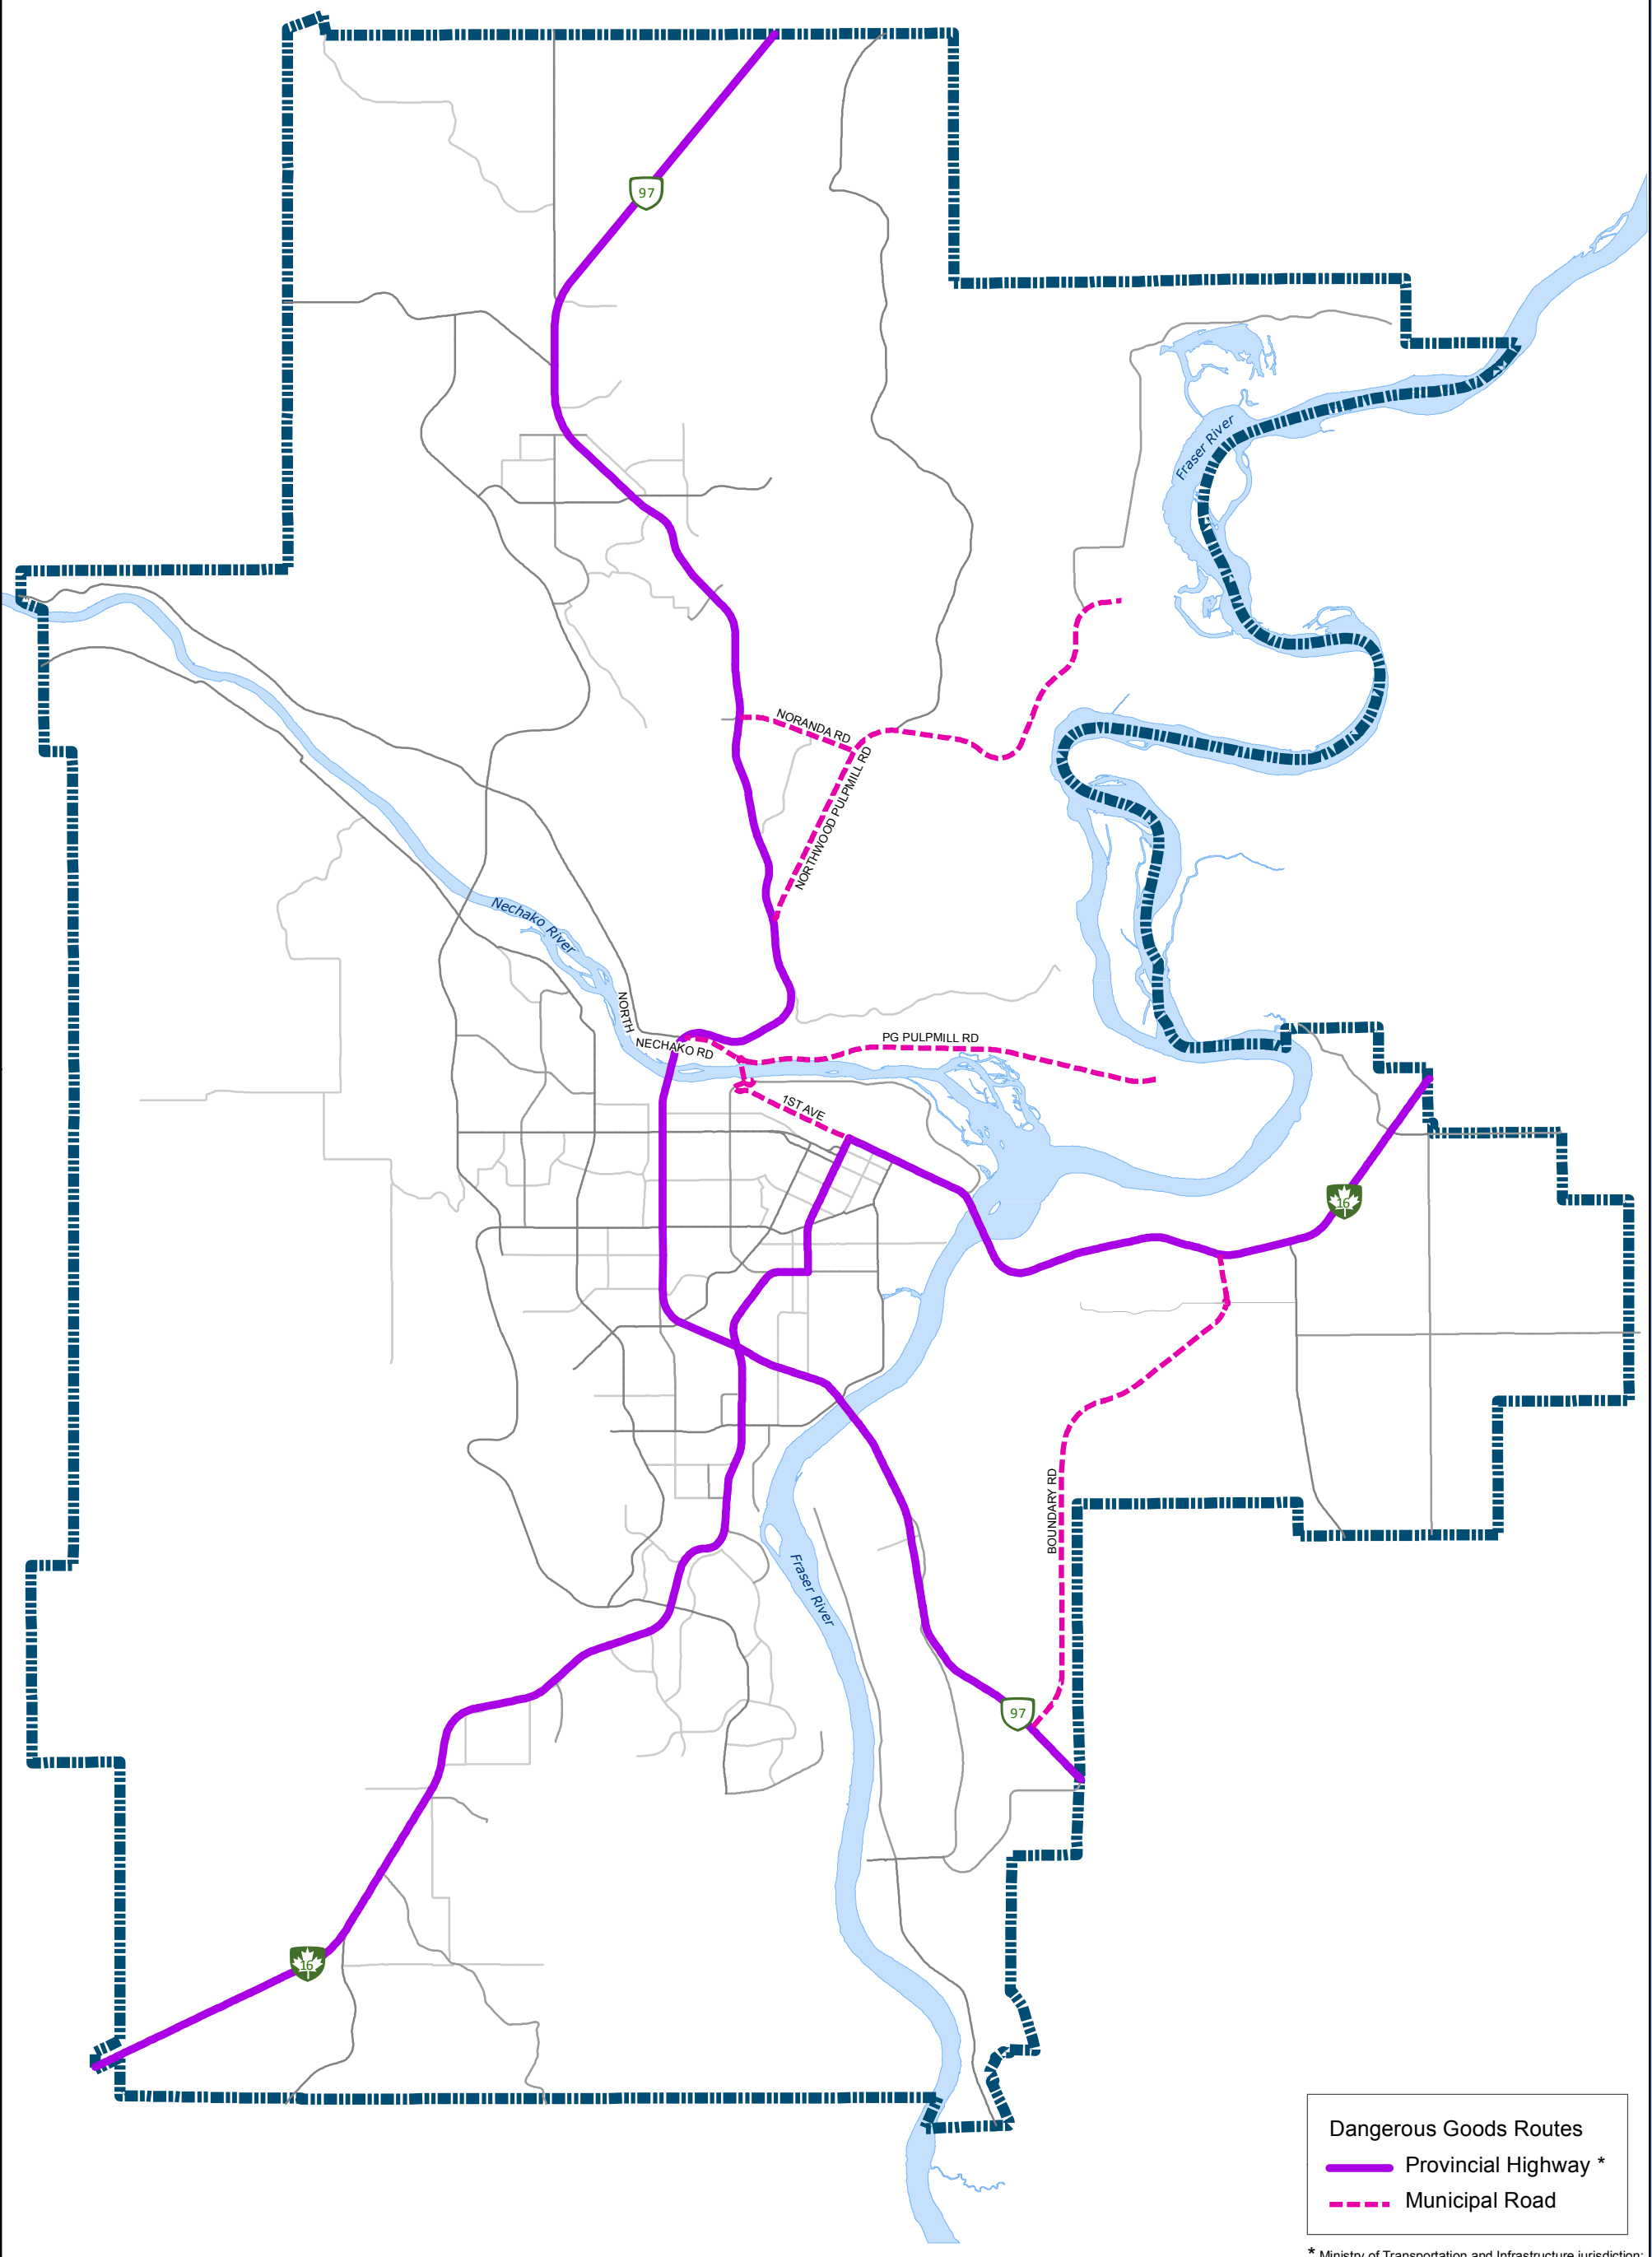 97
Fraser River
NORANDA RD
NORTHWOOD PULPMILL RD
Nechako River
NORTH
NECHAKO RD
PG PULPMILL RD
1ST AVE
16
BOUNDARY RD
Fraser River
97
16
Dangerous Goods Routes
Provincial Highway *
Municipal Road
* Ministry of Transportation and Infrastructure jurisdiction;